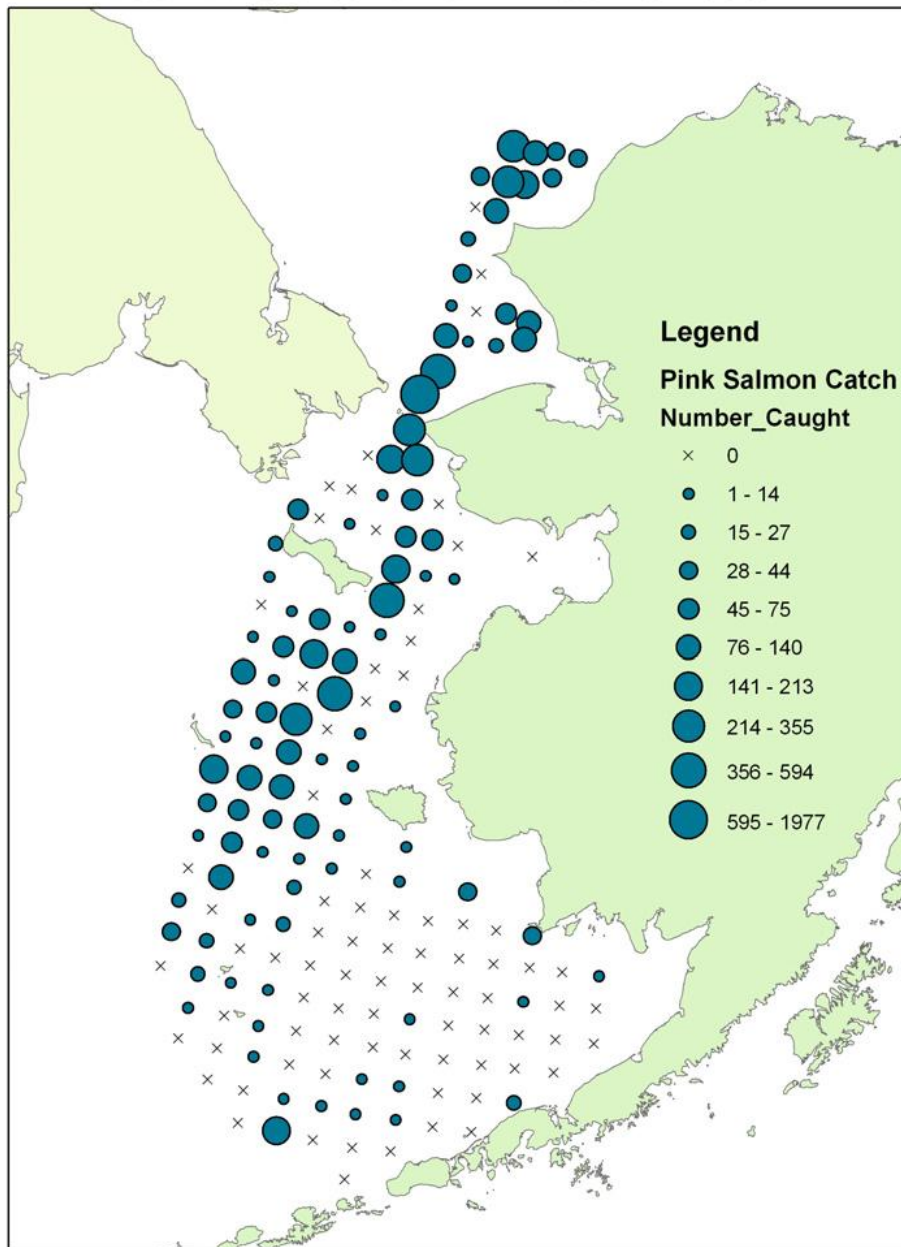 Legend
Pink Salmon Catch
Number_Caught
0
1 - 14
15 - 27
28 - 44
45 - 75
76 - 140
141 - 213
214 - 355
356 - 594
595 - 1977